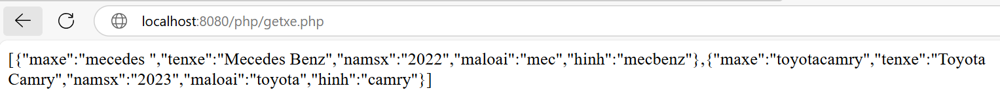 localhost:8080/php/getxe.php
[{"maxe":"mecedes ","tenxe":"Mecedes Benz","namsx":"2022","maloai":"mec","hinh":"mecbenz"},{"maxe":"toyotacamry","tenxe":"Toyota
Camry","namsx":"2023","maloai":"toyota","hinh":"camry"}]